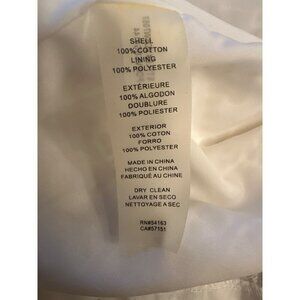 SHELL
100% COTTON
LINING
100% POLYESTER
EXTÉRIEURE
100% ALGODON
DOUBLURE
100% POLIESTER
EXTERIOR
100% COTON
FORRO
100% POLYESTER
MADE IN CHINA
HECHO EN CHINA
FABRIQUÉ AU CHINE
DRY CLEAN
LAVAR EN SECO
NETTOYAGE A SEC
RN#54163
CA#57151